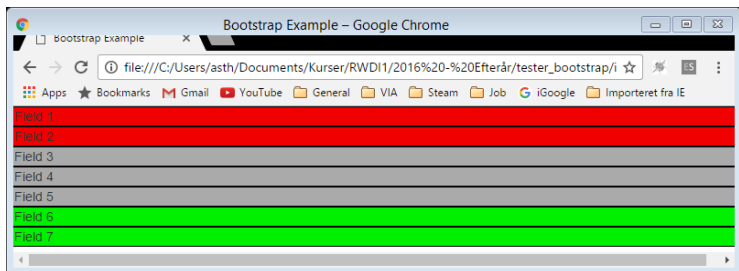 Bootstrap Example – Google Chrome
Bootstrap Example
file:///C:/Users/asth/Documents/Kurser/RWDI1/2016%20-%20Efterår/tester_bootstrap/i
ES
Apps Bookmarks Gmail YouTube General VIA Steam Job G iGoogle Importeret fra IE
Field 1
Field 2
Field 3
Field 4
Field 5
Field 6
Field 7